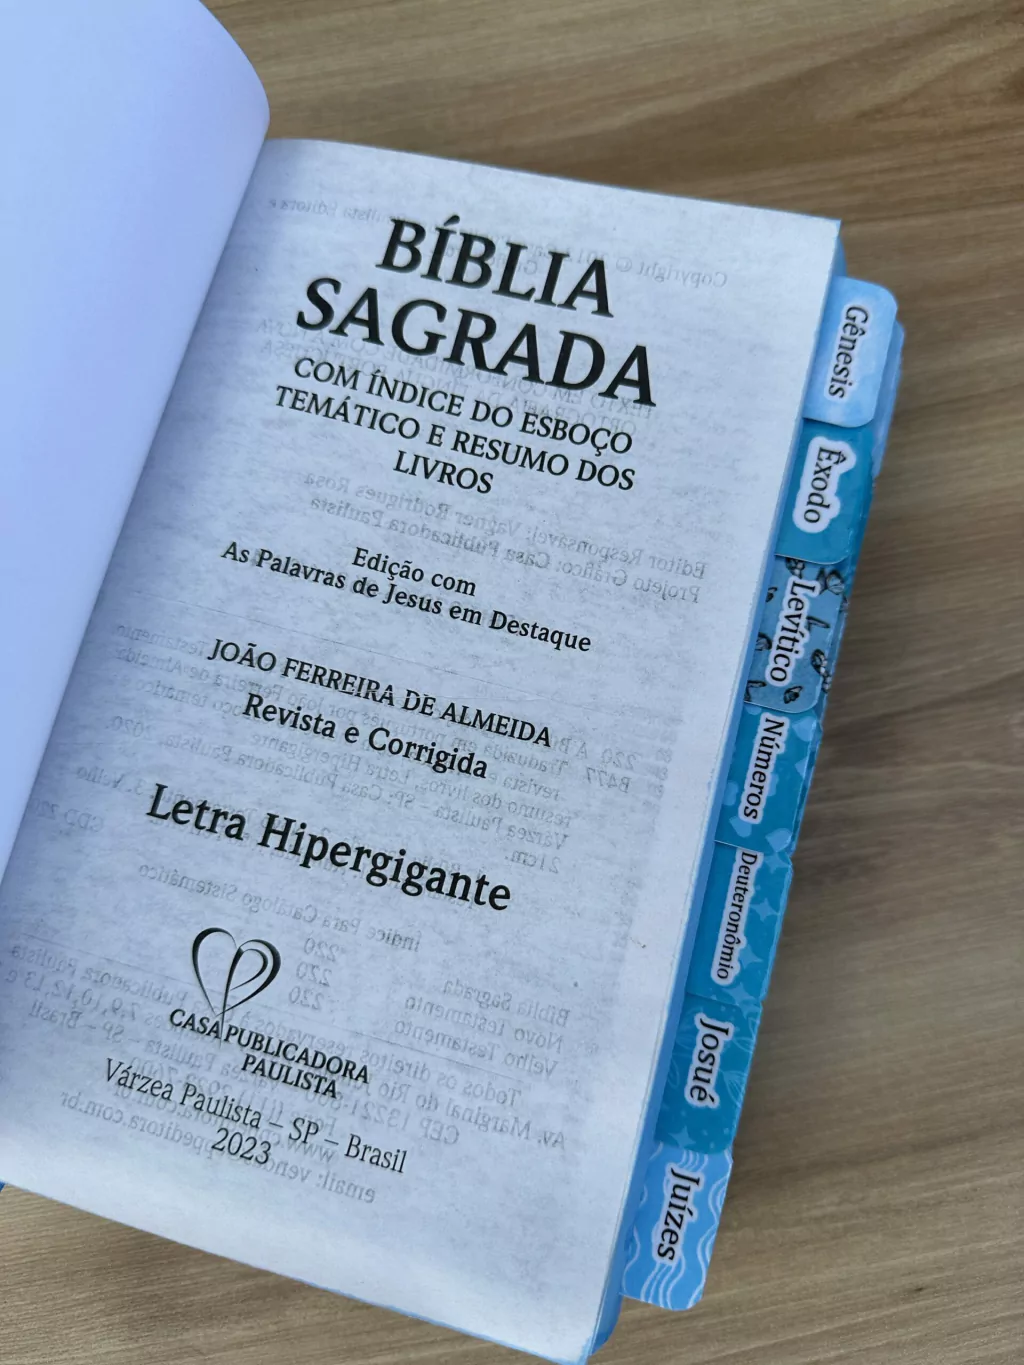 BÍBLIA
SAGRADA
COM ÍNDICE DO ESBOÇO
TEMÁTICO E RESUMO DOS
LIVROS
Edição com
As Palavras de Jesus em Destaque
JOÃO FERREIRA DE ALMEIDA
Revista e Corrigida
Letra Hipergigante
CASA PUBLICADORA
PAULISTA
Várzea Paulista – SP – Brasil
2023
Gênesis
Êxodo
Levítico
Números
Deuteronômio
Josué
Juízes